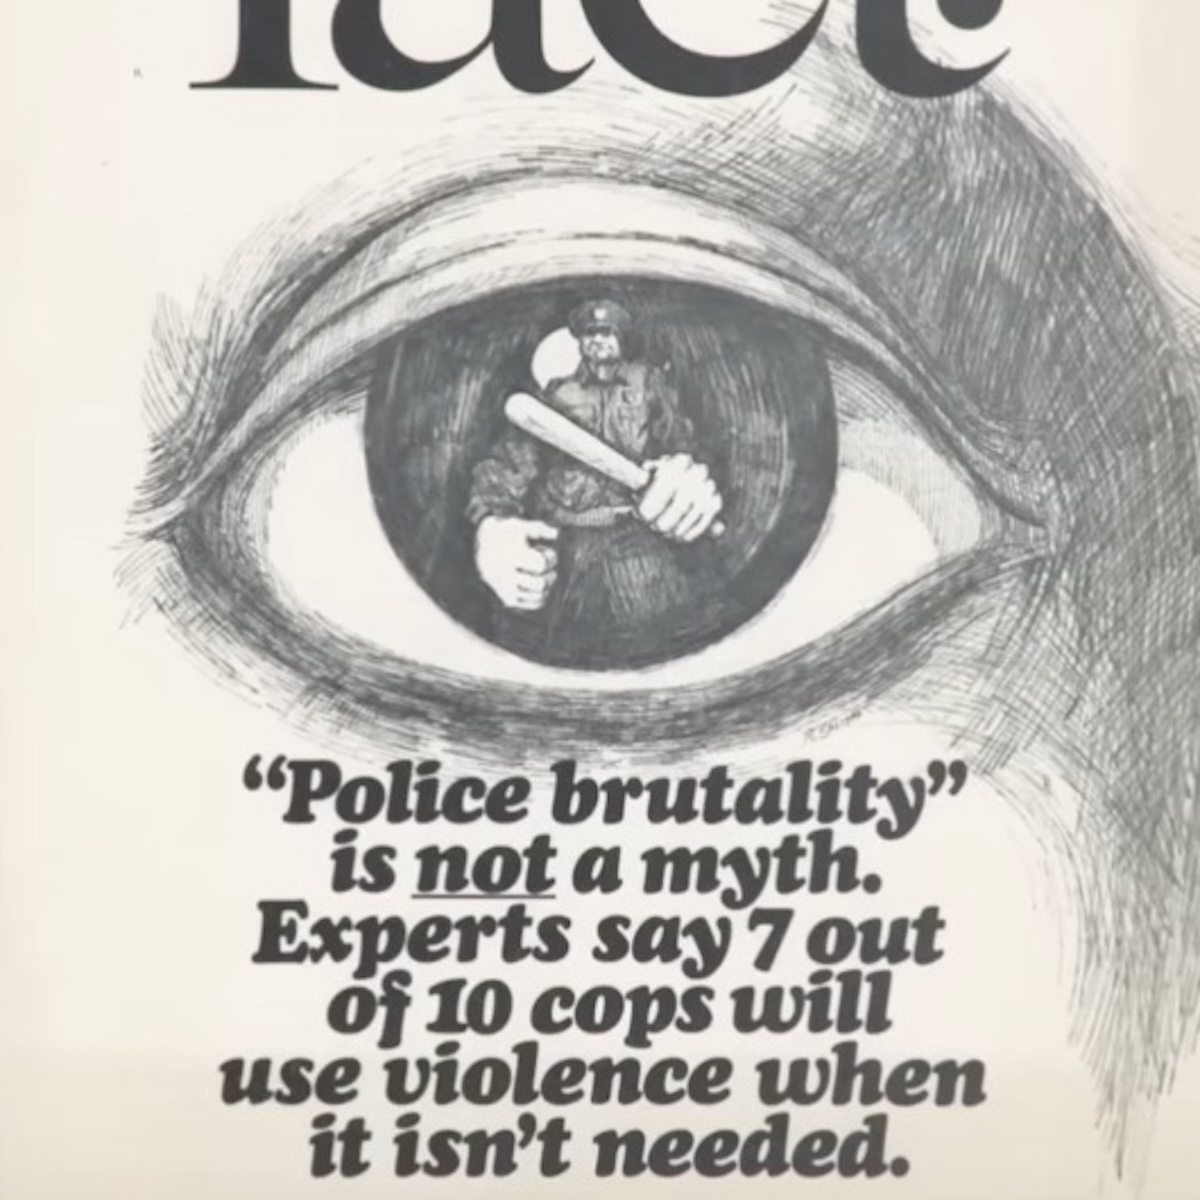 fact
“Police brutality”
is not a myth.
Experts say 7 out
of 10 cops will
use violence when
it isn’t needed.